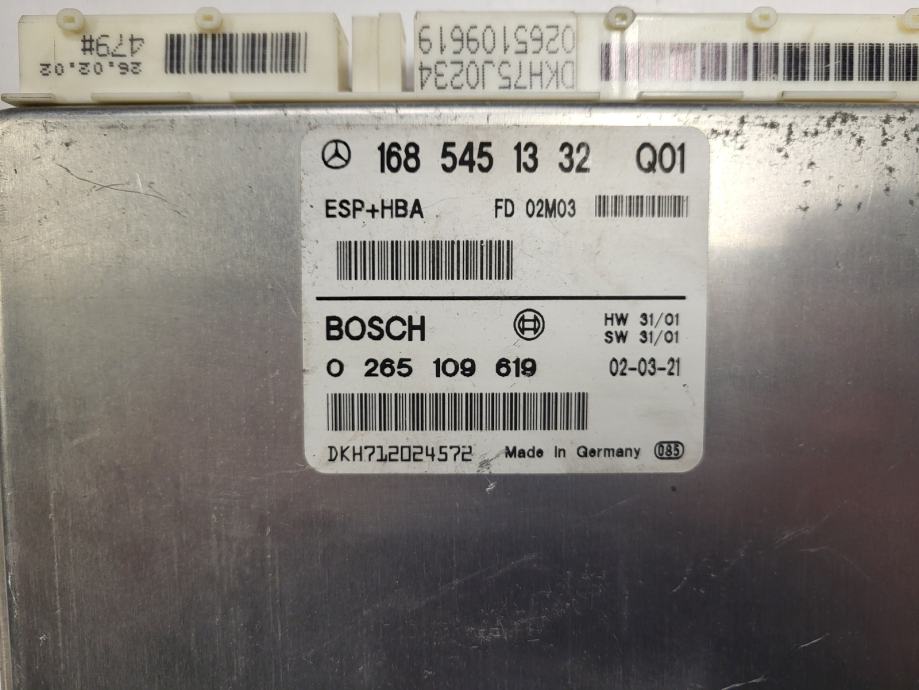 26.02.02
479#
DKH75J0234
0265109619
168 545 13 32 Q01
ESP+HBA FD 02M03
BOSCH HW 31/01
SW 31/01
0 265 109 619 02-03-21
DKH712024572 Made In Germany 085